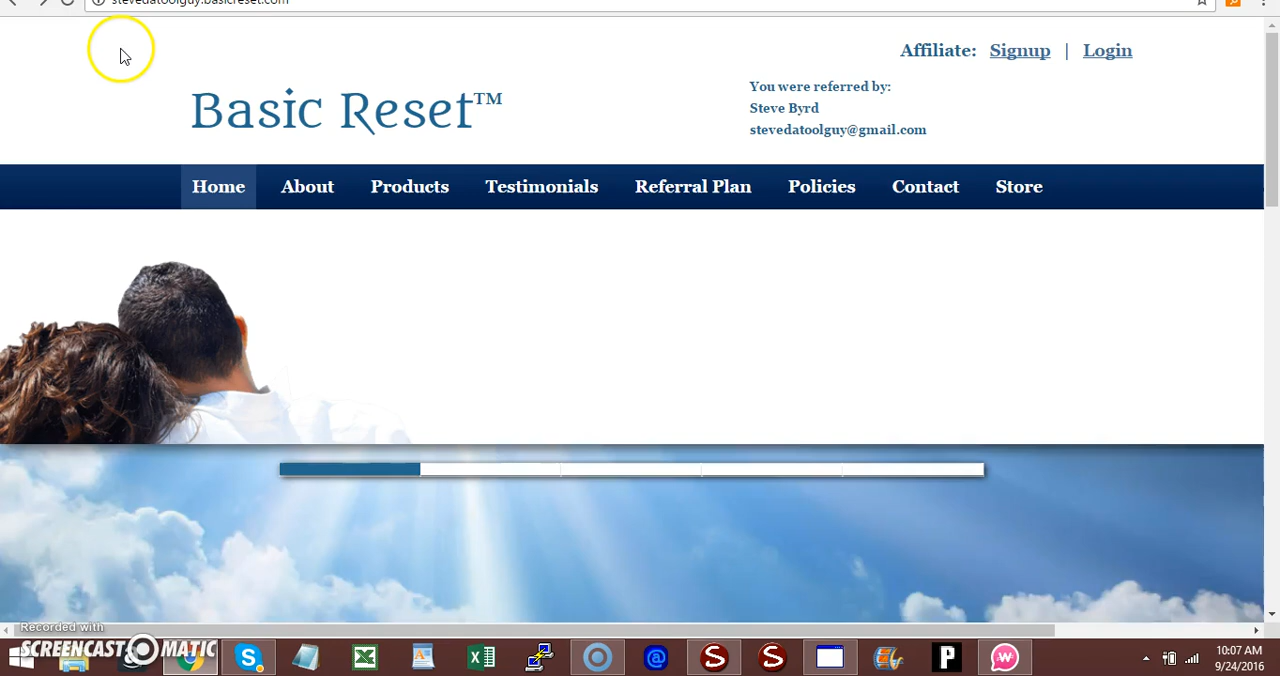 stevedatoolguy.basicreset.com
Affiliate: Signup | Login
You were referred by:
Steve Byrd
stevedatoolguy@gmail.com
Basic Reset™
Home About Products Testimonials Referral Plan Policies Contact Store
Recorded with
SCREENCAST MATIC
10:07 AM
9/24/2016